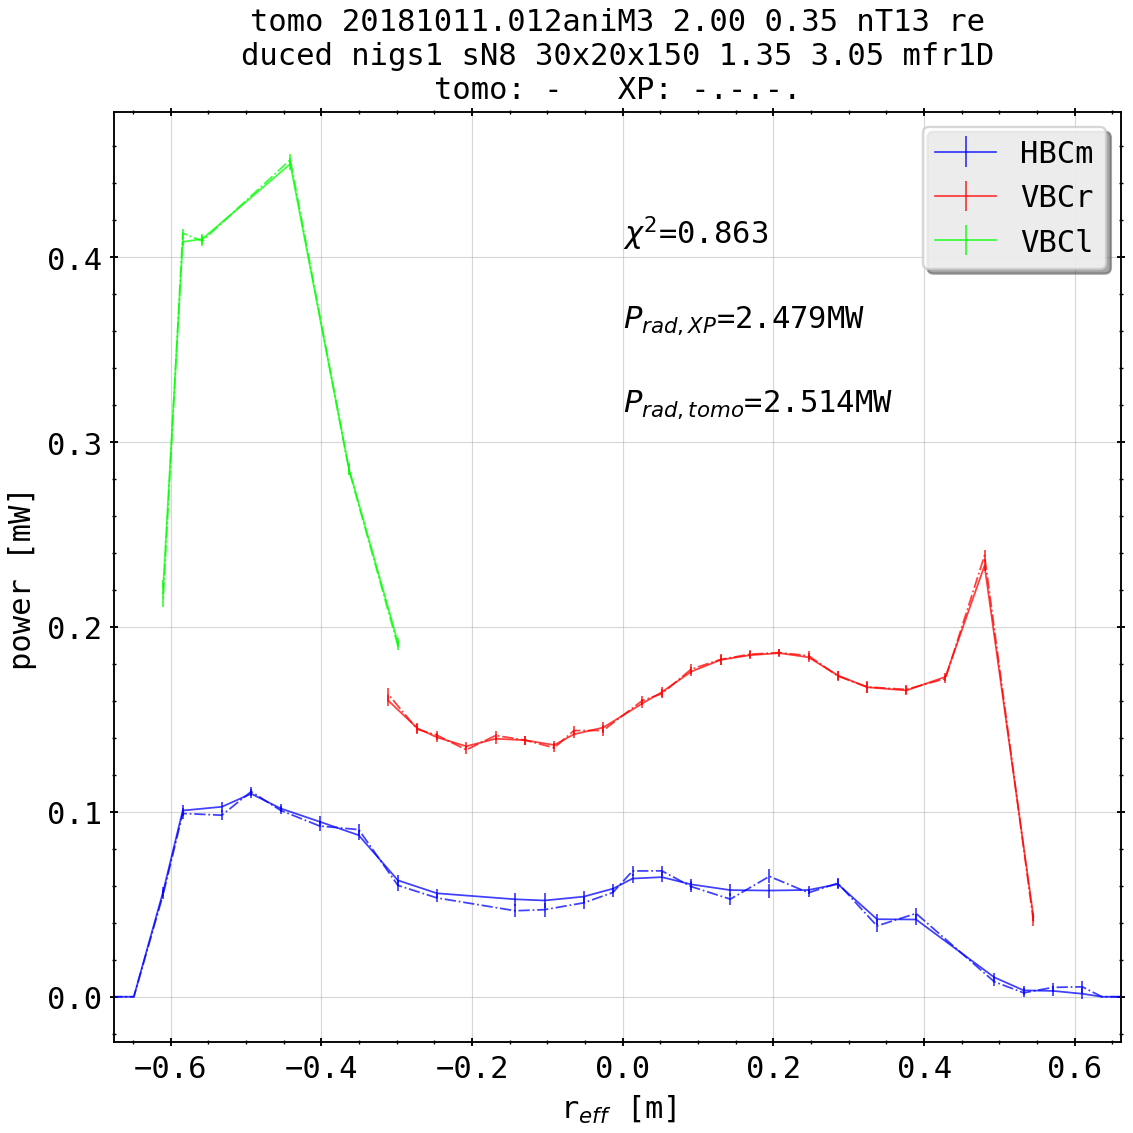 tomo 20181011.012aniM3 2.00 0.35 nT13 re
duced nigs1 sN8 30x20x150 1.35 3.05 mfr1D
tomo: -   XP: -.-.-.
HBCm
VBCr
VBCl
χ²=0.863
P_rad,XP=2.479MW
P_rad,tomo=2.514MW
power [mW]
0.4
0.3
0.2
0.1
0.0
−0.6 −0.4 −0.2 0.0 0.2 0.4 0.6
r_eff [m]